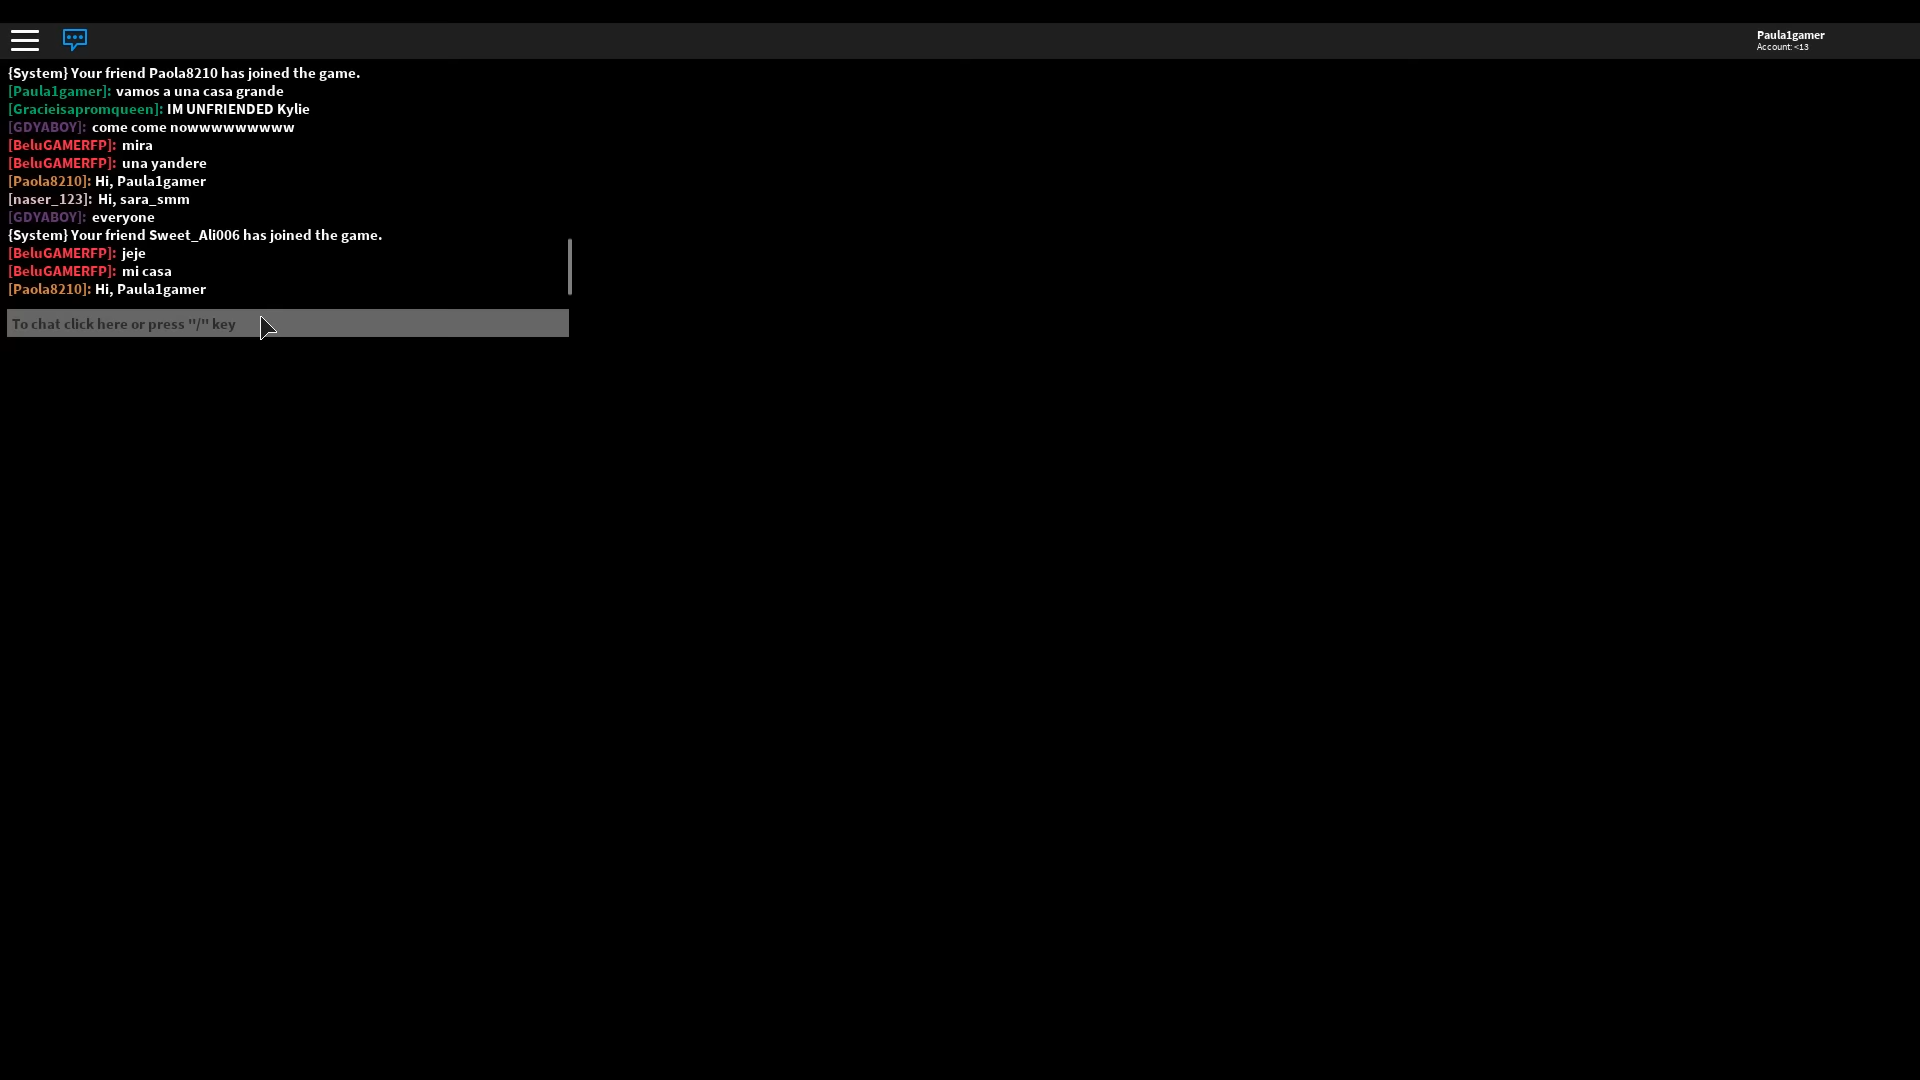 Paula1gamer
Account: <13
{System} Your friend Paola8210 has joined the game.
[Paula1gamer]: vamos a una casa grande
[Gracieisapromqueen]: IM UNFRIENDED Kylie
[GDYABOY]: come come nowwwwwwwww
[BeluGAMERFP]: mira
[BeluGAMERFP]: una yandere
[Paola8210]: Hi, Paula1gamer
[naser_123]: Hi, sara_smm
[GDYABOY]: everyone
{System} Your friend Sweet_Ali006 has joined the game.
[BeluGAMERFP]: jeje
[BeluGAMERFP]: mi casa
[Paola8210]: Hi, Paula1gamer
To chat click here or press "/" key